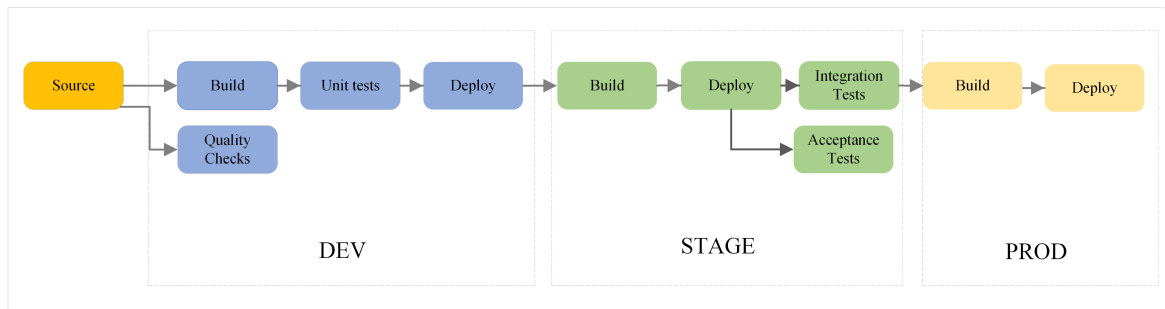 Source
Build
Unit tests
Deploy
Quality
Checks
DEV
Build
Deploy
Integration
Tests
Acceptance
Tests
STAGE
Build
Deploy
PROD